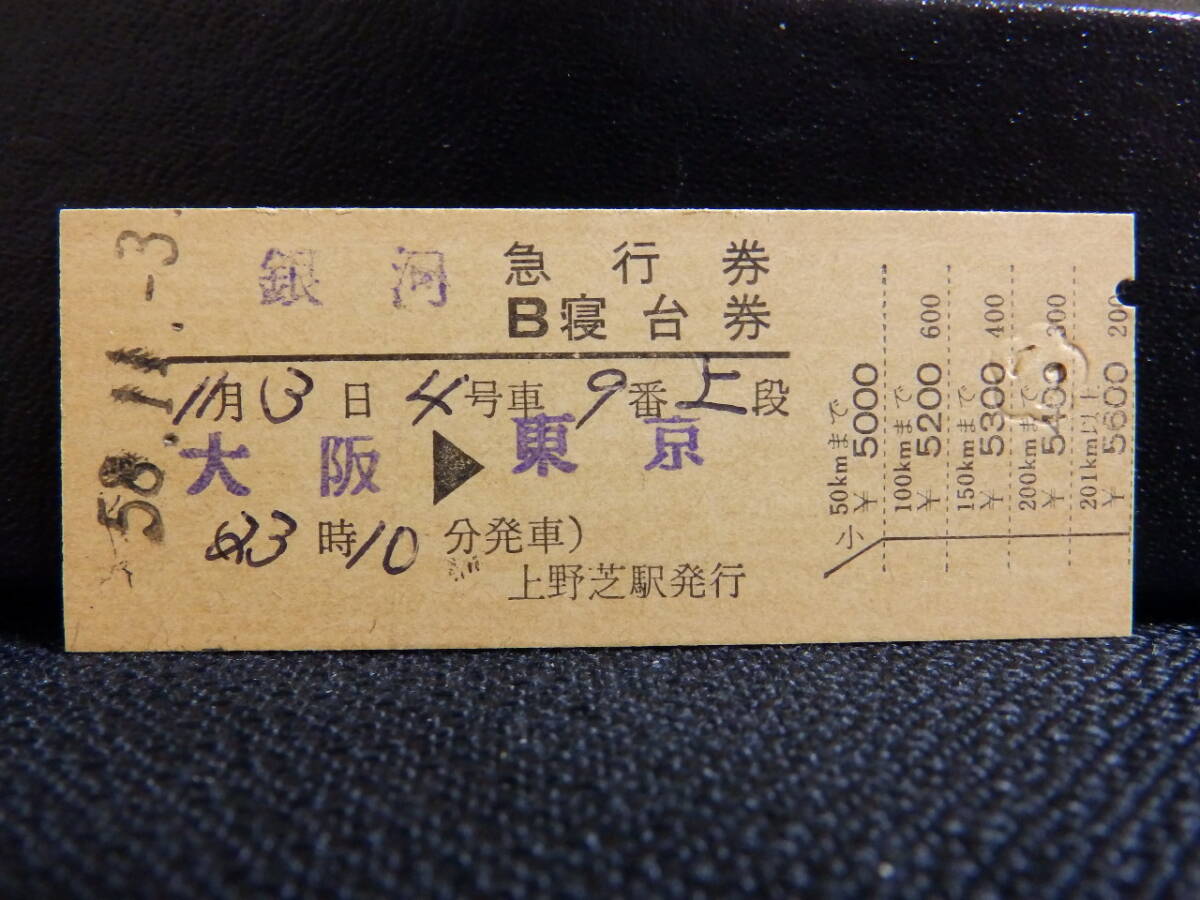 58.11.-3
銀河 急行券
B寝台券
11月3日 4号車 9番上段
大阪▶東京
23時10分発車)
上野芝駅発行
小
50kmまで ¥5000
100kmまで ¥5200 600
150kmまで ¥5300 400
200kmまで ¥5400 300
201km以上 ¥5600 200